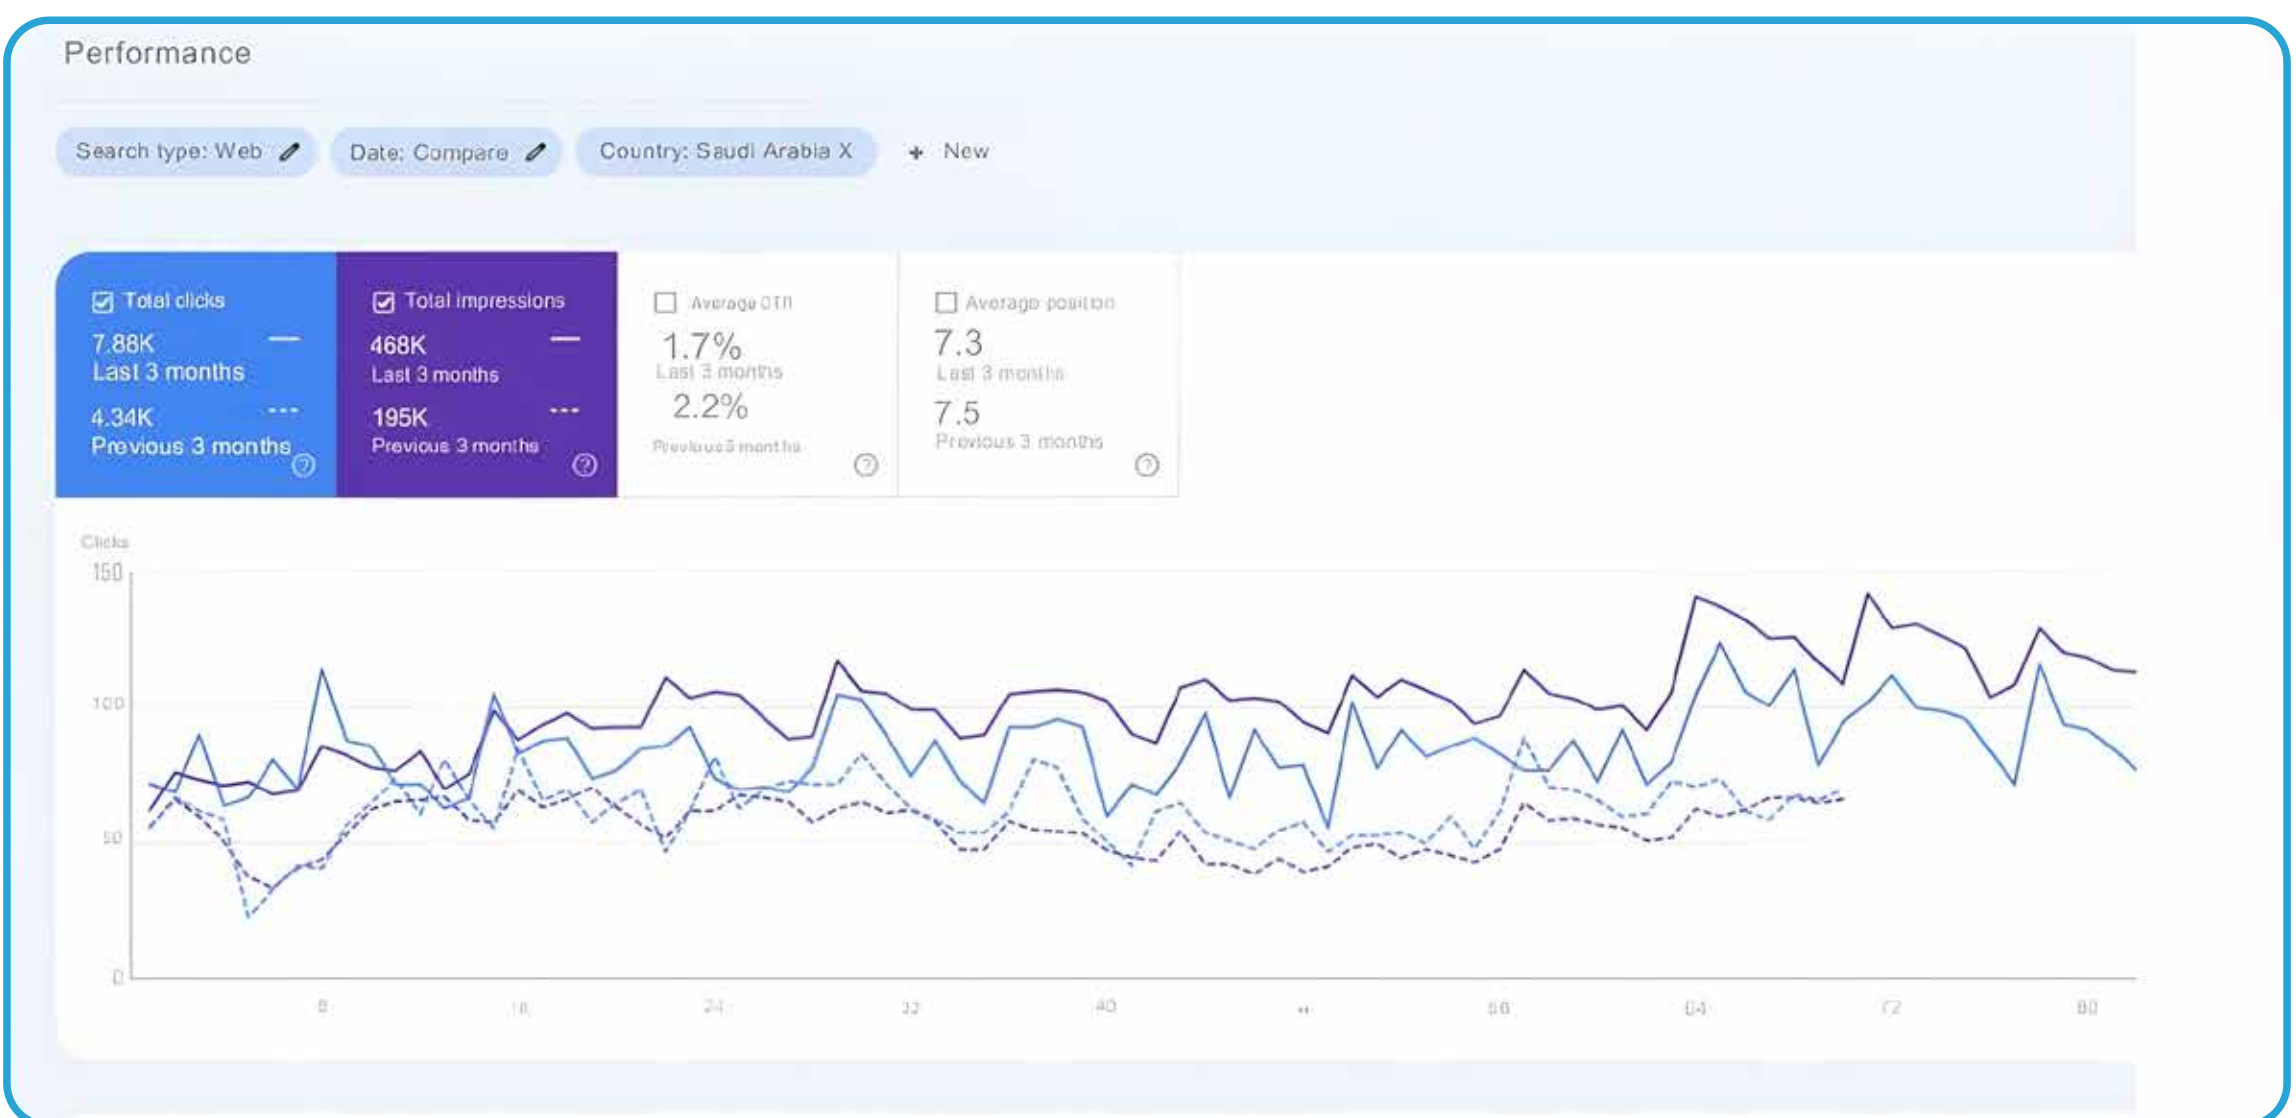 Performance
Search type: Web Date: Compare Country: Saudi Arabia X + New
Total clicks
7.88K
Last 3 months
4.34K
Previous 3 months
Total impressions
468K
Last 3 months
195K
Previous 3 months
Average
1.7%
Last 3 months
2.2%
Previous 3 months
Average position
7.3
Last 3 months
7.5
Previous 3 months
Clicks
150
100
50
0
8 16 24 32 40 56 64 72 80